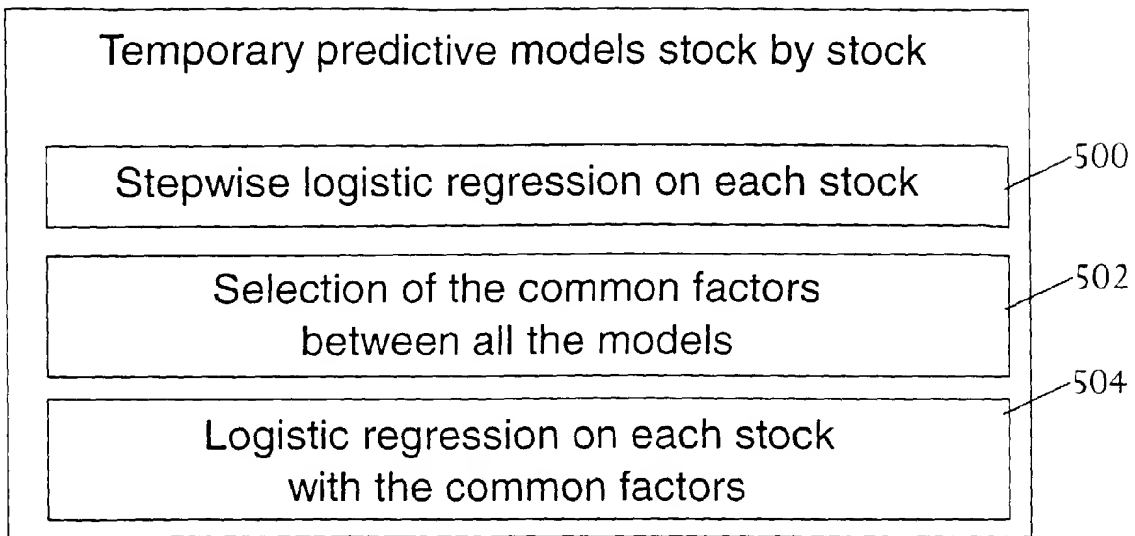 Temporary predictive models stock by stock
Stepwise logistic regression on each stock
500
Selection of the common factors
between all the models
502
Logistic regression on each stock
with the common factors
504